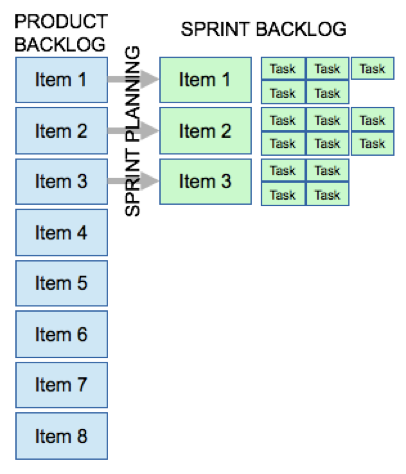 PRODUCT
BACKLOG
SPRINT BACKLOG
SPRINT PLANNING
Item 1
Item 1
Task Task Task
Task Task
Item 2
Item 2
Task Task Task
Task Task Task
Item 3
Item 3
Task Task
Task Task
Item 4
Item 5
Item 6
Item 7
Item 8